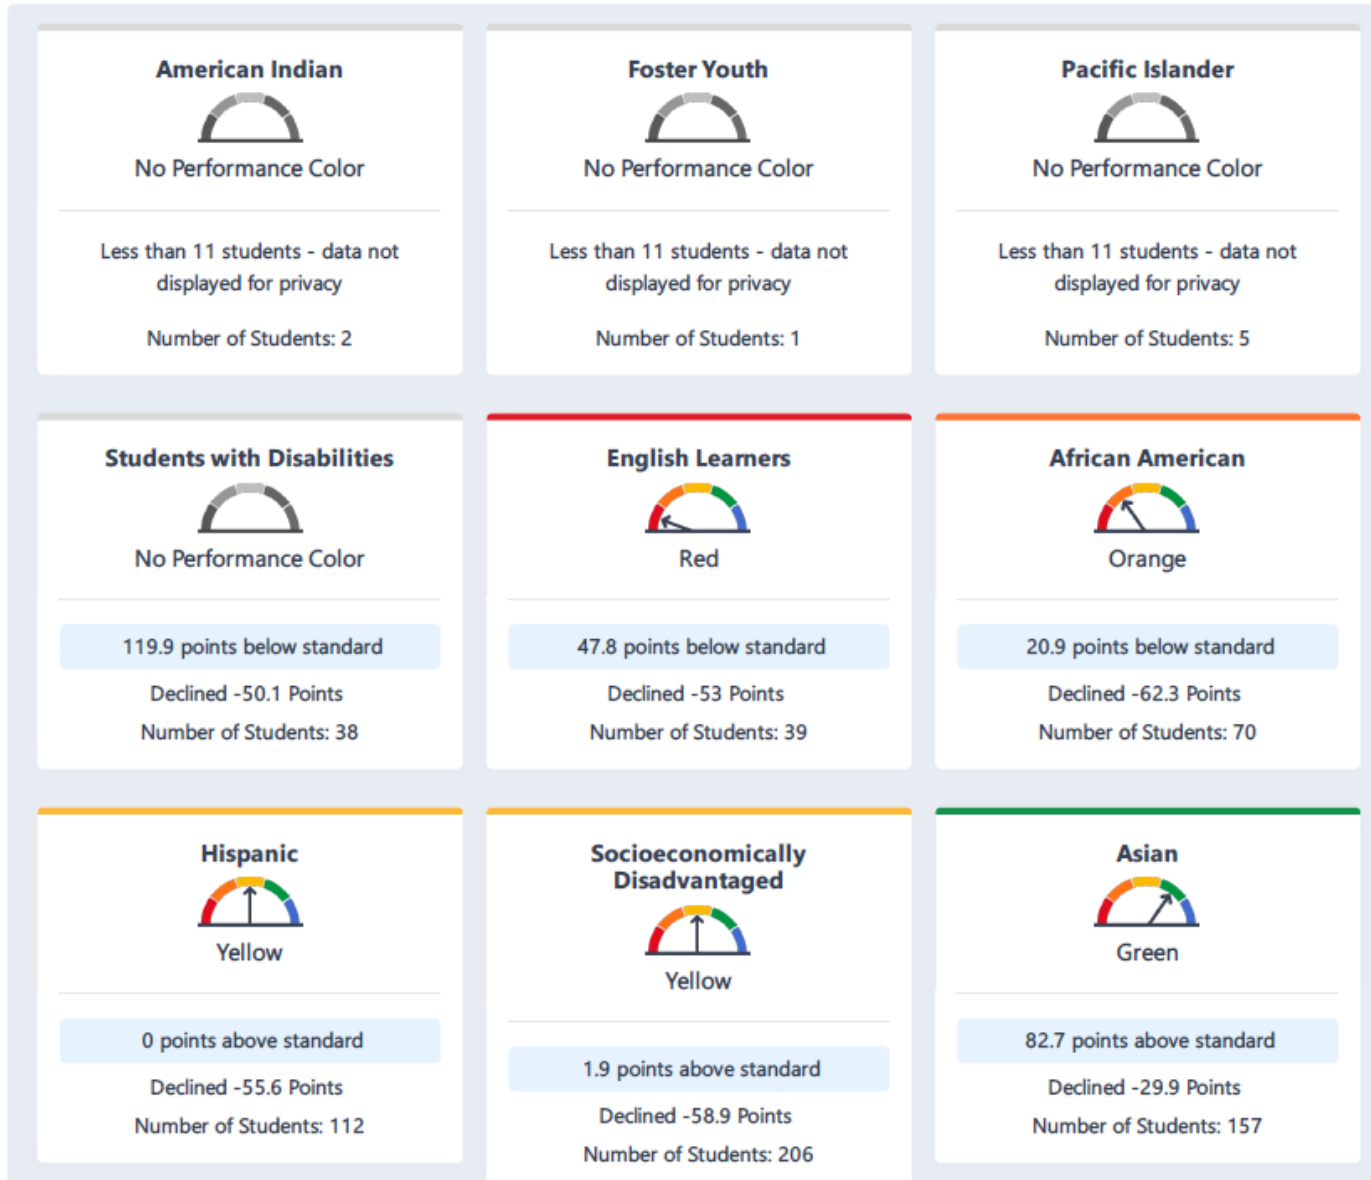 American Indian
No Performance Color
Less than 11 students - data not
displayed for privacy
Number of Students: 2
Foster Youth
No Performance Color
Less than 11 students - data not
displayed for privacy
Number of Students: 1
Pacific Islander
No Performance Color
Less than 11 students - data not
displayed for privacy
Number of Students: 5
Students with Disabilities
No Performance Color
119.9 points below standard
Declined -50.1 Points
Number of Students: 38
English Learners
Red
47.8 points below standard
Declined -53 Points
Number of Students: 39
African American
Orange
20.9 points below standard
Declined -62.3 Points
Number of Students: 70
Hispanic
Yellow
0 points above standard
Declined -55.6 Points
Number of Students: 112
Socioeconomically
Disadvantaged
Yellow
1.9 points above standard
Declined -58.9 Points
Number of Students: 206
Asian
Green
82.7 points above standard
Declined -29.9 Points
Number of Students: 157